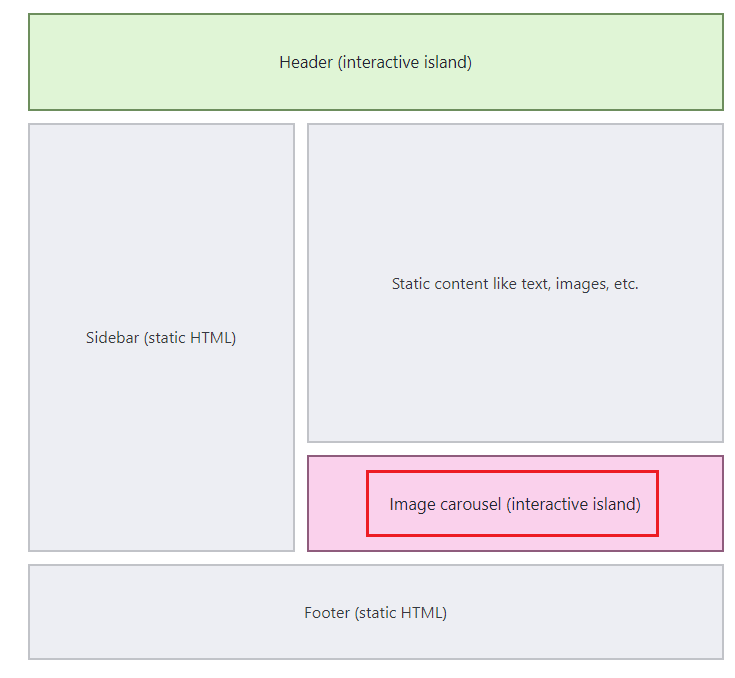 Header (interactive island)
Sidebar (static HTML)
Static content like text, images, etc.
Image carousel (interactive island)
Footer (static HTML)